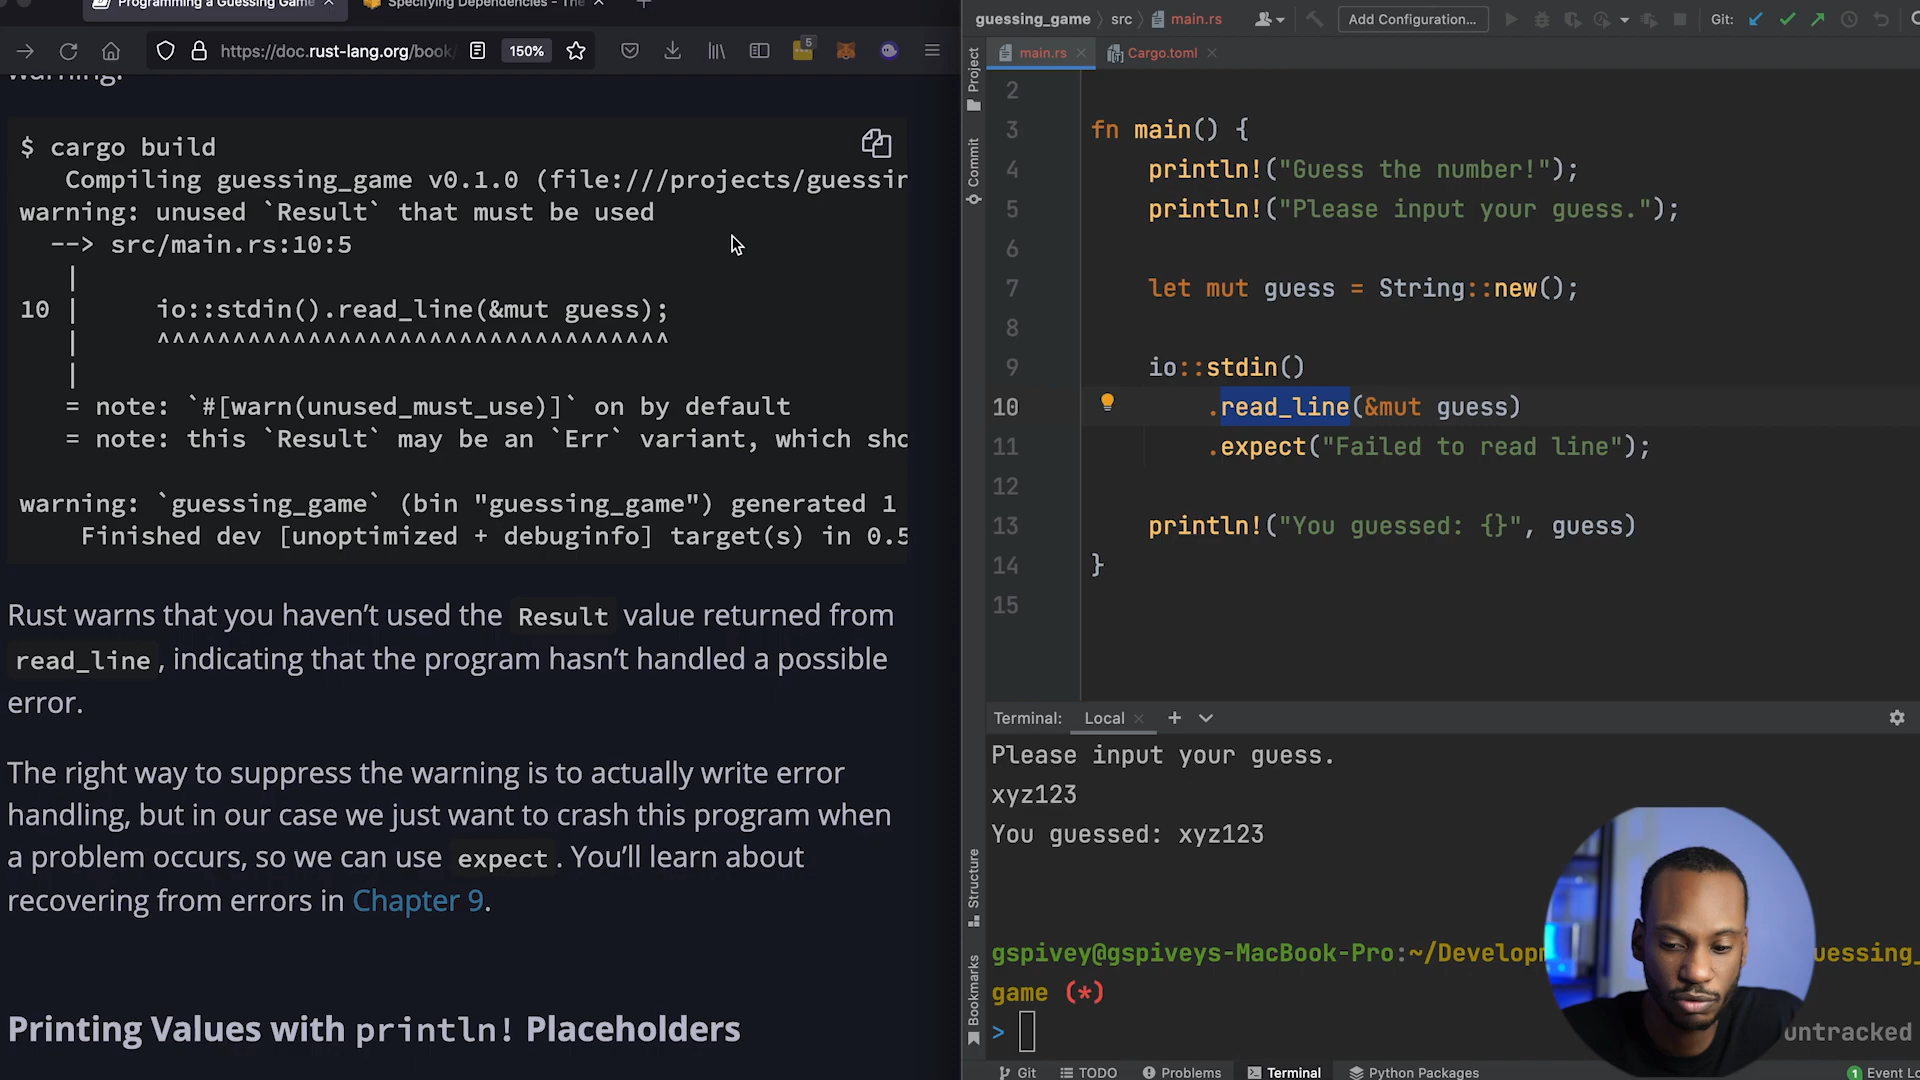 Programming a Guessing Game
Specifying Dependencies - The
https://doc.rust-lang.org/book/
150%
5
warning:
$ cargo build
Compiling guessing_game v0.1.0 (file:///projects/guessin
warning: unused `Result` that must be used
--> src/main.rs:10:5
|
10 | io::stdin().read_line(&mut guess);
| ^^^^^^^^^^^^^^^^^^^^^^^^^^^^^^^^^^
|
= note: `#[warn(unused_must_use)]` on by default
= note: this `Result` may be an `Err` variant, which sho
warning: `guessing_game` (bin "guessing_game") generated 1
Finished dev [unoptimized + debuginfo] target(s) in 0.5
Rust warns that you haven’t used the Result value returned from
read_line, indicating that the program hasn’t handled a possible
error.
The right way to suppress the warning is to actually write error
handling, but in our case we just want to crash this program when
a problem occurs, so we can use expect. You’ll learn about
recovering from errors in Chapter 9.
Printing Values with println! Placeholders
guessing_game › src › main.rs
Add Configuration...
Git:
main.rs
Cargo.toml
Project
Commit
Structure
Bookmarks
2
3 fn main() {
4 println!("Guess the number!");
5 println!("Please input your guess.");
6
7 let mut guess = String::new();
8
9 io::stdin()
10 .read_line(&mut guess)
11 .expect("Failed to read line");
12
13 println!("You guessed: {}", guess)
14 }
15
Terminal: Local
Please input your guess.
xyz123
You guessed: xyz123
gspivey@gspiveys-MacBook-Pro:~/Developm
uessing_
game (*)
>
untracked
Git
TODO
Problems
Terminal
Python Packages
1 Event Lo